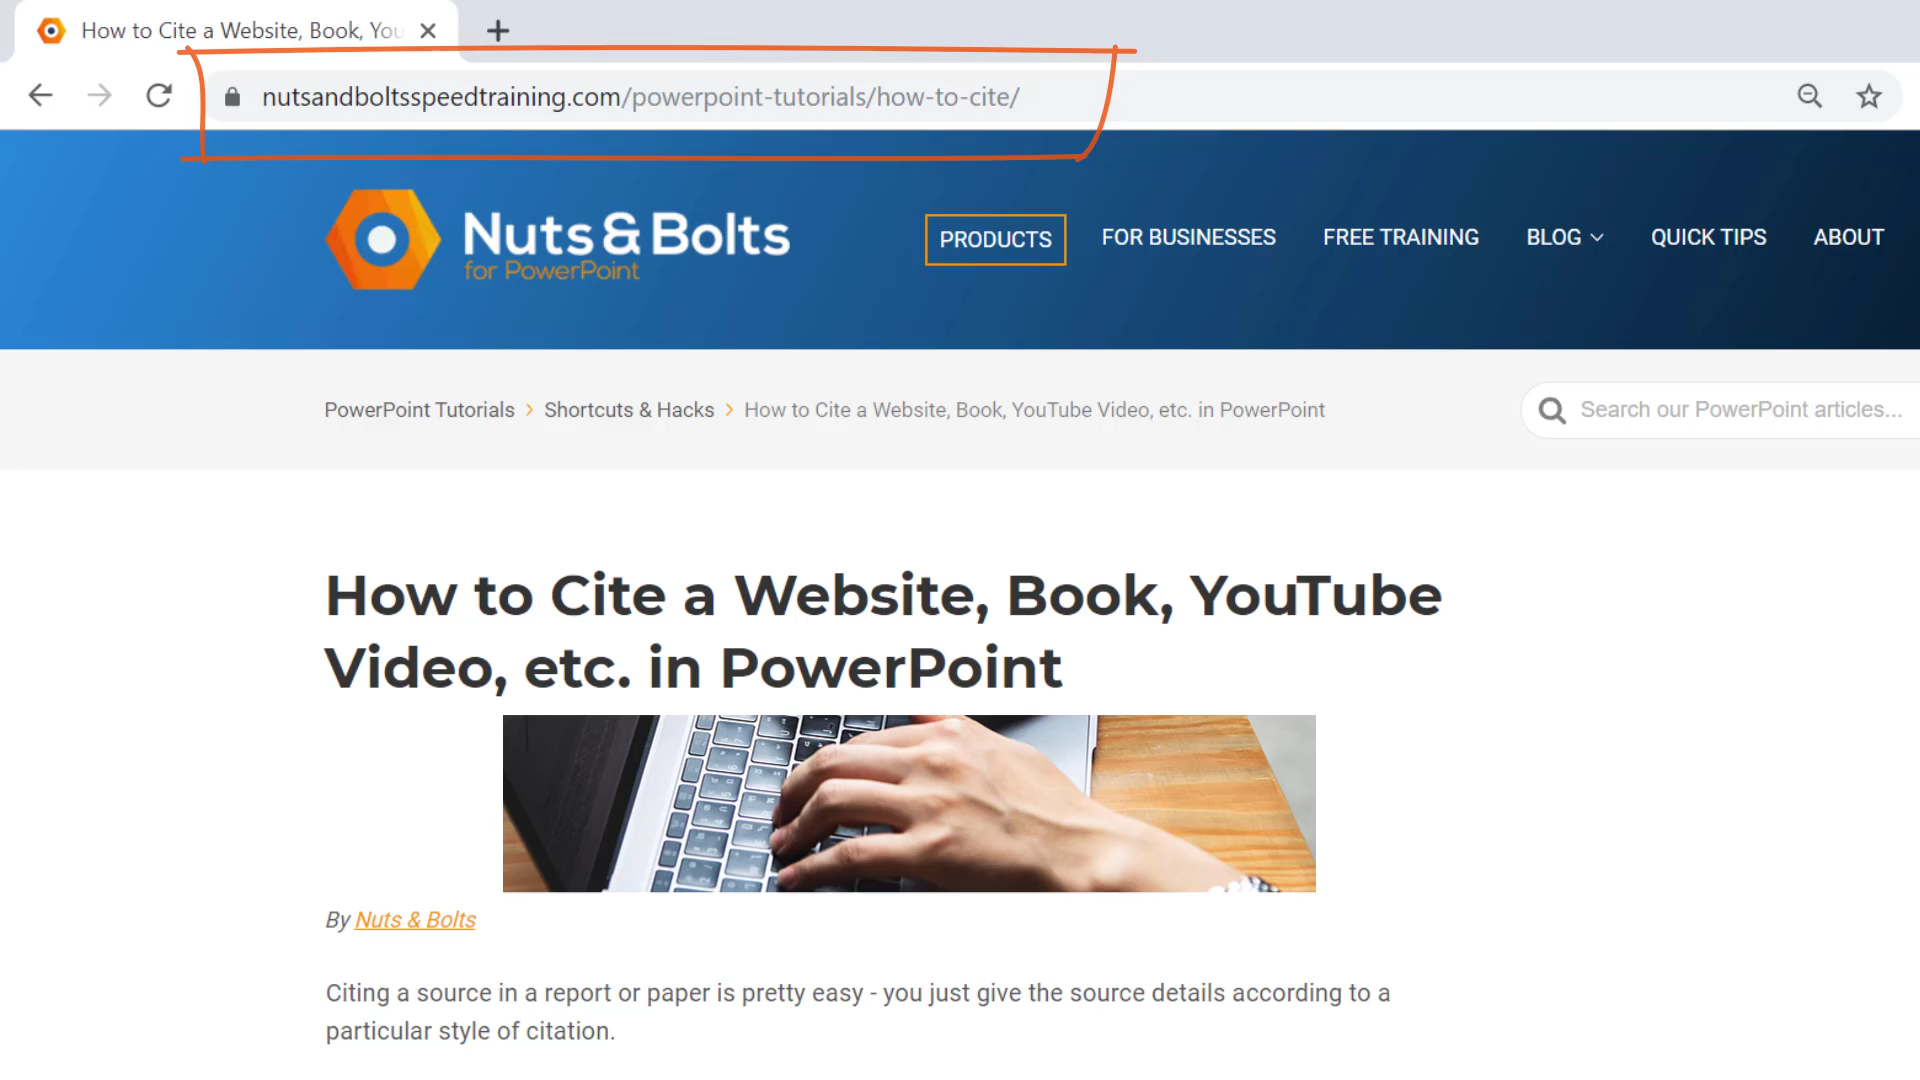 How to Cite a Website, Book, You
nutsandboltsspeedtraining.com/powerpoint-tutorials/how-to-cite/
Nuts & Bolts
for PowerPoint
PRODUCTS
FOR BUSINESSES
FREE TRAINING
BLOG
QUICK TIPS
ABOUT
PowerPoint Tutorials > Shortcuts & Hacks > How to Cite a Website, Book, YouTube Video, etc. in PowerPoint
Search our PowerPoint articles...
How to Cite a Website, Book, YouTube
Video, etc. in PowerPoint
By Nuts & Bolts
Citing a source in a report or paper is pretty easy - you just give the source details according to a
particular style of citation.